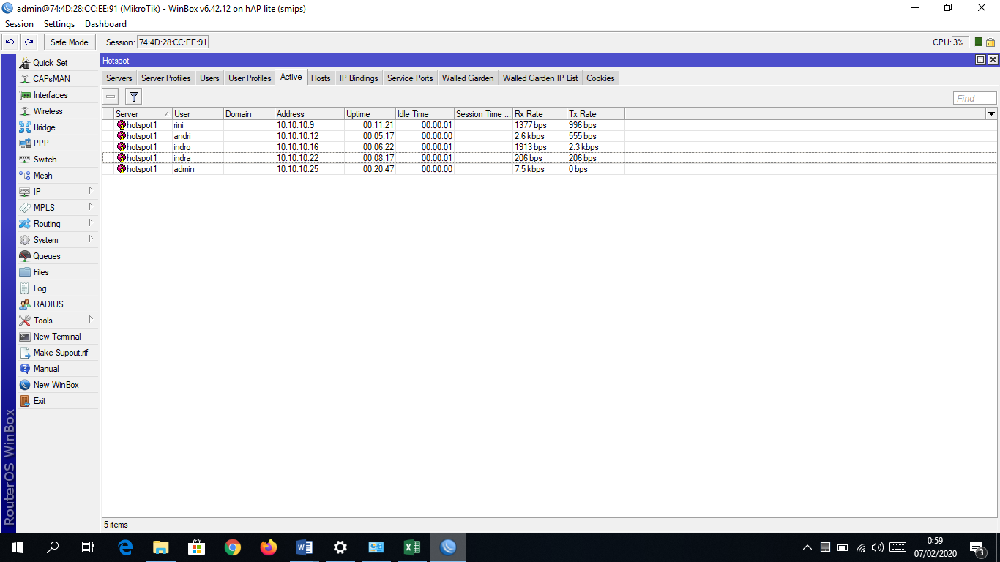 admin@74:4D:28:CC:EE:91 (MikroTik) - WinBox v6.42.12 on hAP lite (smips)
Session Settings Dashboard
Safe Mode Session: 74:4D:28:CC:EE:91 CPU: 3%
Quick Set
CAPsMAN
Interfaces
Wireless
Bridge
PPP
Switch
Mesh
IP
MPLS
Routing
System
Queues
Files
Log
RADIUS
Tools
New Terminal
Make Supout.rif
Manual
New WinBox
Exit
RouterOS WinBox
Hotspot
Servers Server Profiles Users User Profiles Active Hosts IP Bindings Service Ports Walled Garden Walled Garden IP List Cookies
Find
Server User Domain Address Uptime Idle Time Session Time ... Rx Rate Tx Rate
hotspot1 rini 10.10.10.9 00:11:21 00:00:01 1377 bps 996 bps
hotspot1 andri 10.10.10.12 00:05:17 00:00:00 2.6 kbps 555 bps
hotspot1 indro 10.10.10.16 00:06:22 00:00:01 1913 bps 2.3 kbps
hotspot1 indra 10.10.10.22 00:08:17 00:00:01 206 bps 206 bps
hotspot1 admin 10.10.10.25 00:20:47 00:00:00 7.5 kbps 0 bps
5 items
0:59
07/02/2020
3